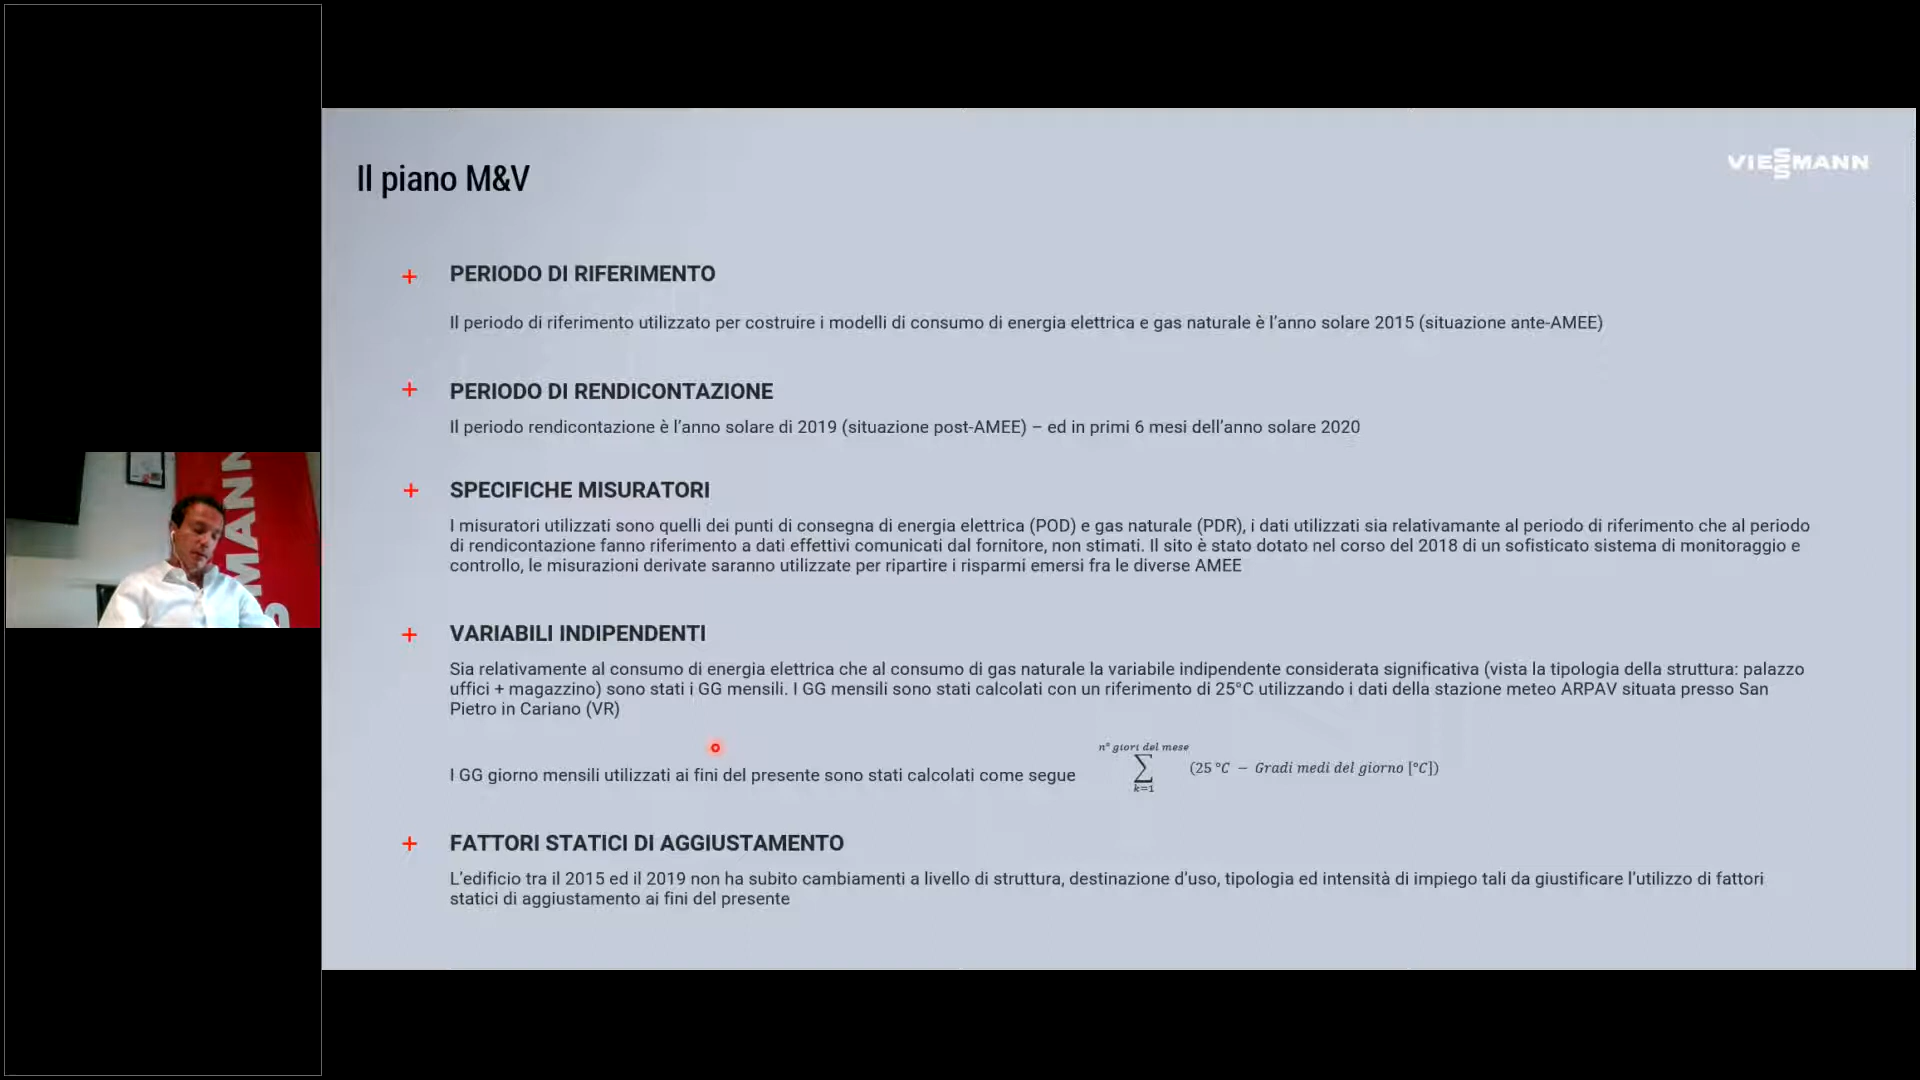 Il piano M&V
VIESSMANN
+ PERIODO DI RIFERIMENTO
Il periodo di riferimento utilizzato per costruire i modelli di consumo di energia elettrica e gas naturale è l'anno solare 2015 (situazione ante-AMEE)
+ PERIODO DI RENDICONTAZIONE
Il periodo rendicontazione è l'anno solare di 2019 (situazione post-AMEE) – ed in primi 6 mesi dell'anno solare 2020
+ SPECIFICHE MISURATORI
I misuratori utilizzati sono quelli dei punti di consegna di energia elettrica (POD) e gas naturale (PDR), i dati utilizzati sia relativamante al periodo di riferimento che al periodo
di rendicontazione fanno riferimento a dati effettivi comunicati dal fornitore, non stimati. Il sito è stato dotato nel corso del 2018 di un sofisticato sistema di monitoraggio e
controllo, le misurazioni derivate saranno utilizzate per ripartire i risparmi emersi fra le diverse AMEE
+ VARIABILI INDIPENDENTI
Sia relativamente al consumo di energia elettrica che al consumo di gas naturale la variabile indipendente considerata significativa (vista la tipologia della struttura: palazzo
uffici + magazzino) sono stati i GG mensili. I GG mensili sono stati calcolati con un riferimento di 25°C utilizzando i dati della stazione meteo ARPAV situata presso San
Pietro in Cariano (VR)
I GG giorno mensili utilizzati ai fini del presente sono stati calcolati come segue
n° giori del mese
∑ (25 °C − Gradi medi del giorno [°C])
k=1
+ FATTORI STATICI DI AGGIUSTAMENTO
L'edificio tra il 2015 ed il 2019 non ha subito cambiamenti a livello di struttura, destinazione d'uso, tipologia ed intensità di impiego tali da giustificare l'utilizzo di fattori
statici di aggiustamento ai fini del presente
S MANN